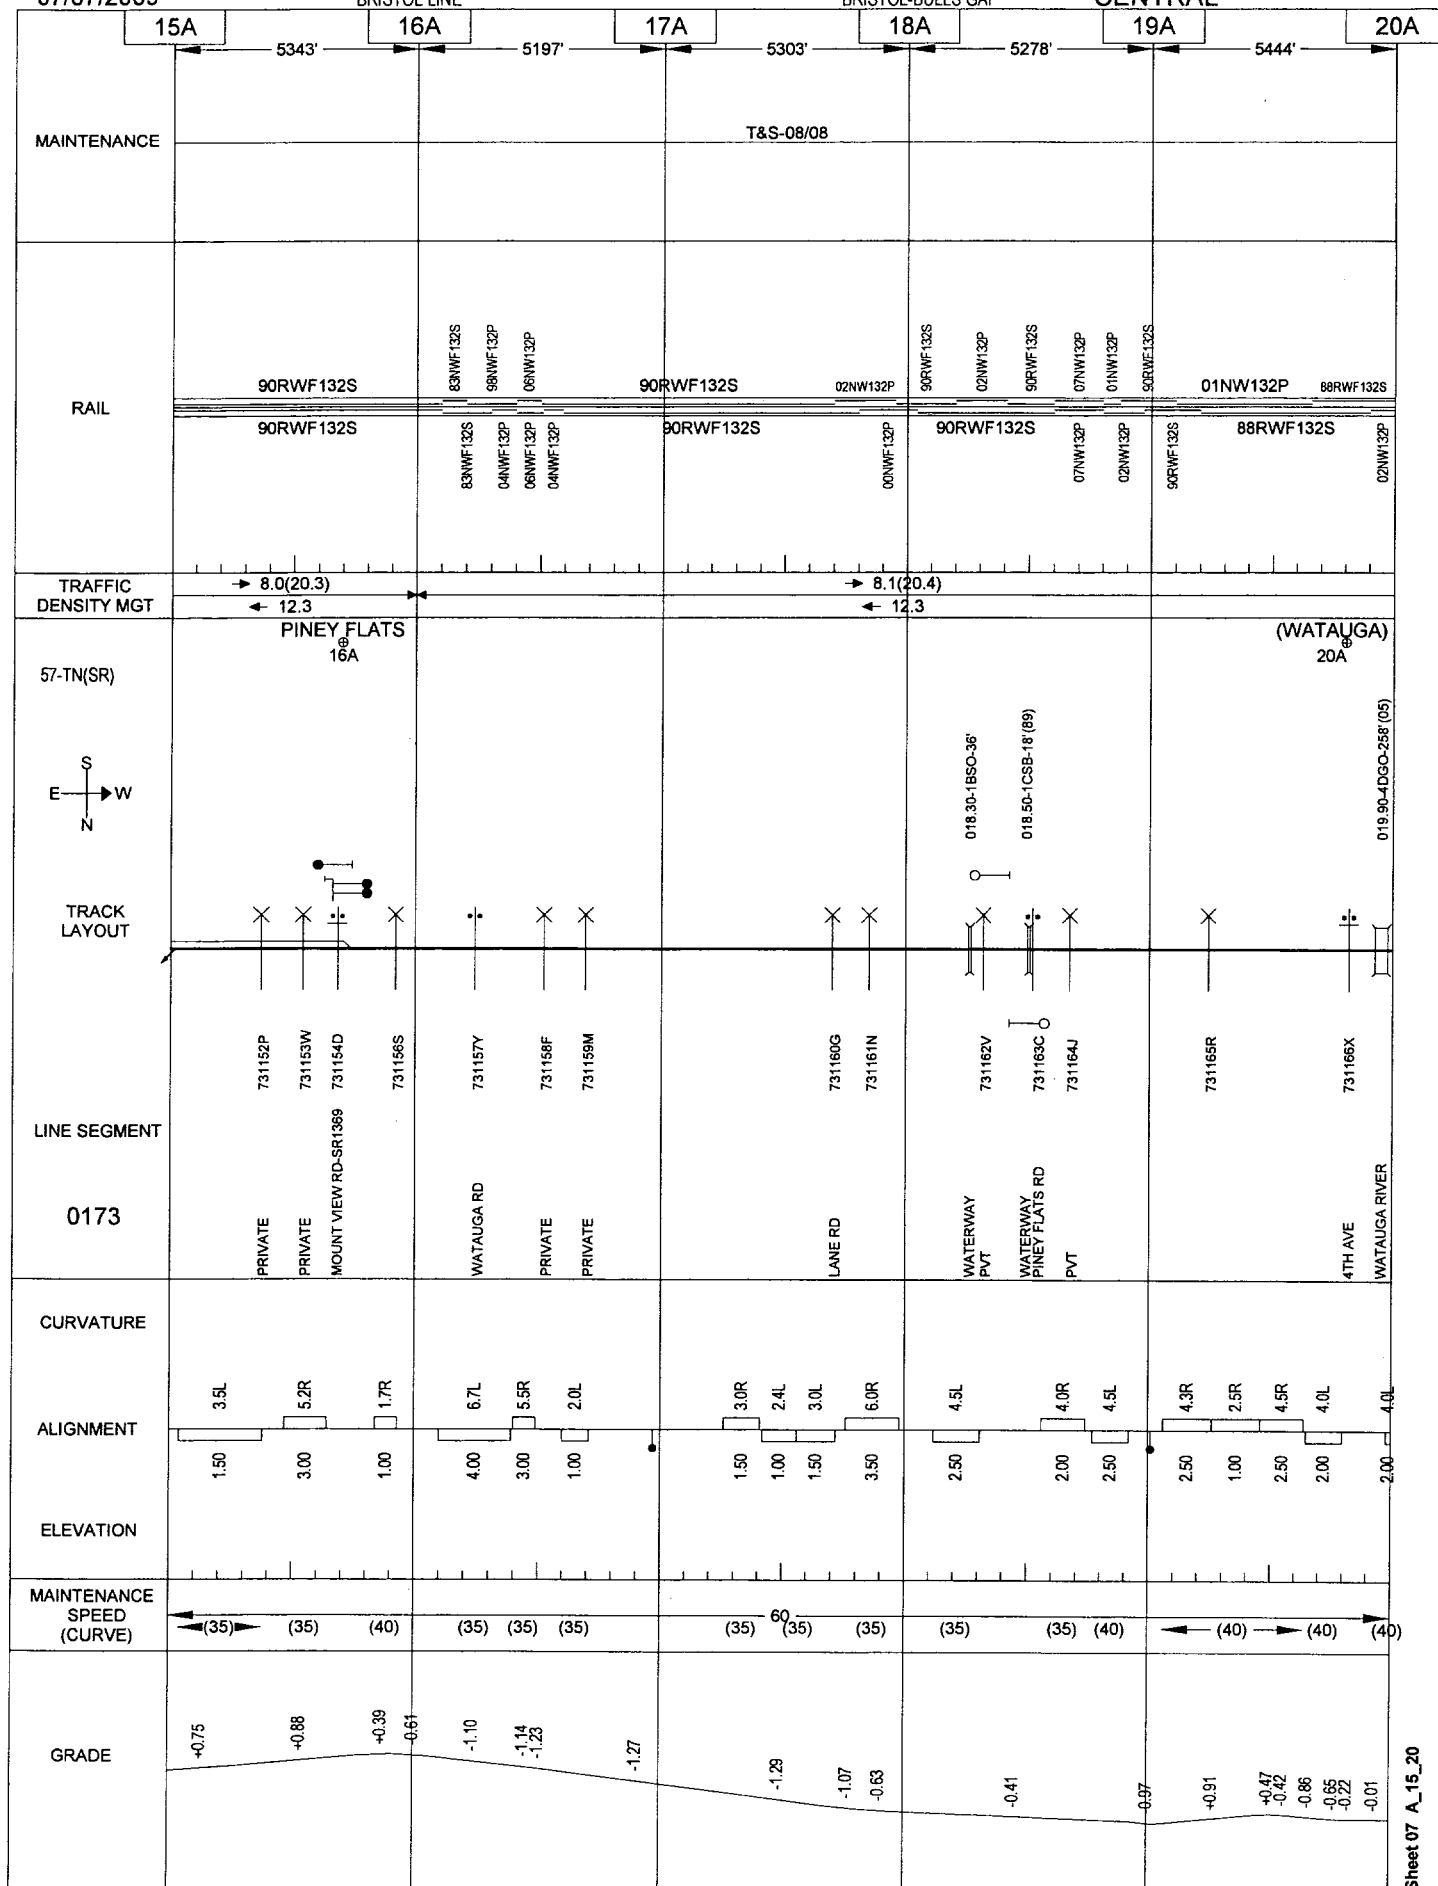 BRISTOL LINE
CENTRAL
15A 16A 17A 18A 19A 20A
5343' 5197' 5303' 5278' 5444'
MAINTENANCE
T&S-08/08
83NWF132S 98NWF132P 06NW132P 90RWF132S 02NW132P 90RWF132S 07NW132P 01NW132P 90RWF132S
90RWF132S 90RWF132S 02NW132P 01NW132P 88RWF132S
RAIL
90RWF132S 90RWF132S 90RWF132S 88RWF132S
83NWF132S 04NWF132P 06NWF132P 04NWF132P 00NWF132P 07NW132P 02NW132P 90RWF132S 02NW132P
TRAFFIC
DENSITY MGT
8.0(20.3) 8.1(20.4)
12.3 12.3
PINEY FLATS (WATAUGA)
16A 20A
57-TN(SR)
S
E W
N
018.30-1BSO-36' 018.50-1CSB-18'(89) 019.90-4DGO-258'(05)
TRACK
LAYOUT
731152P 731153W 731154D 731156S 731157Y 731158F 731159M 731160G 731161N 731162V 731163C 731164J 731165R 731166X
LINE SEGMENT
0173
PRIVATE
PRIVATE
MOUNT VIEW RD-SR1369
WATAUGA RD
PRIVATE
PRIVATE
LANE RD
WATERWAY
PVT
WATERWAY
PINEY FLATS RD
PVT
4TH AVE
WATAUGA RIVER
CURVATURE
3.5L 5.2R 1.7R 6.7L 5.5R 2.0L 3.0R 2.4L 3.0L 6.0R 4.5L 4.0R 4.5L 4.3R 2.5R 4.5R 4.0L 4.0L
ALIGNMENT
1.50 3.00 1.00 4.00 3.00 1.00 1.50 1.00 1.50 3.50 2.50 2.00 2.50 2.50 1.00 2.50 2.00 2.00
ELEVATION
MAINTENANCE
SPEED
(CURVE)
60
(35) (35) (40) (35) (35) (35) (35) (35) (35) (35) (35) (40) (40) (40) (40)
GRADE
+0.75 +0.88 +0.39 -0.61 -1.10 -1.14 -1.23 -1.27 -1.29 -1.07 -0.63 -0.41 -0.97 +0.91 +0.47 -0.42 -0.86 -0.65 -0.22 -0.01
Sheet 07 A_15_20